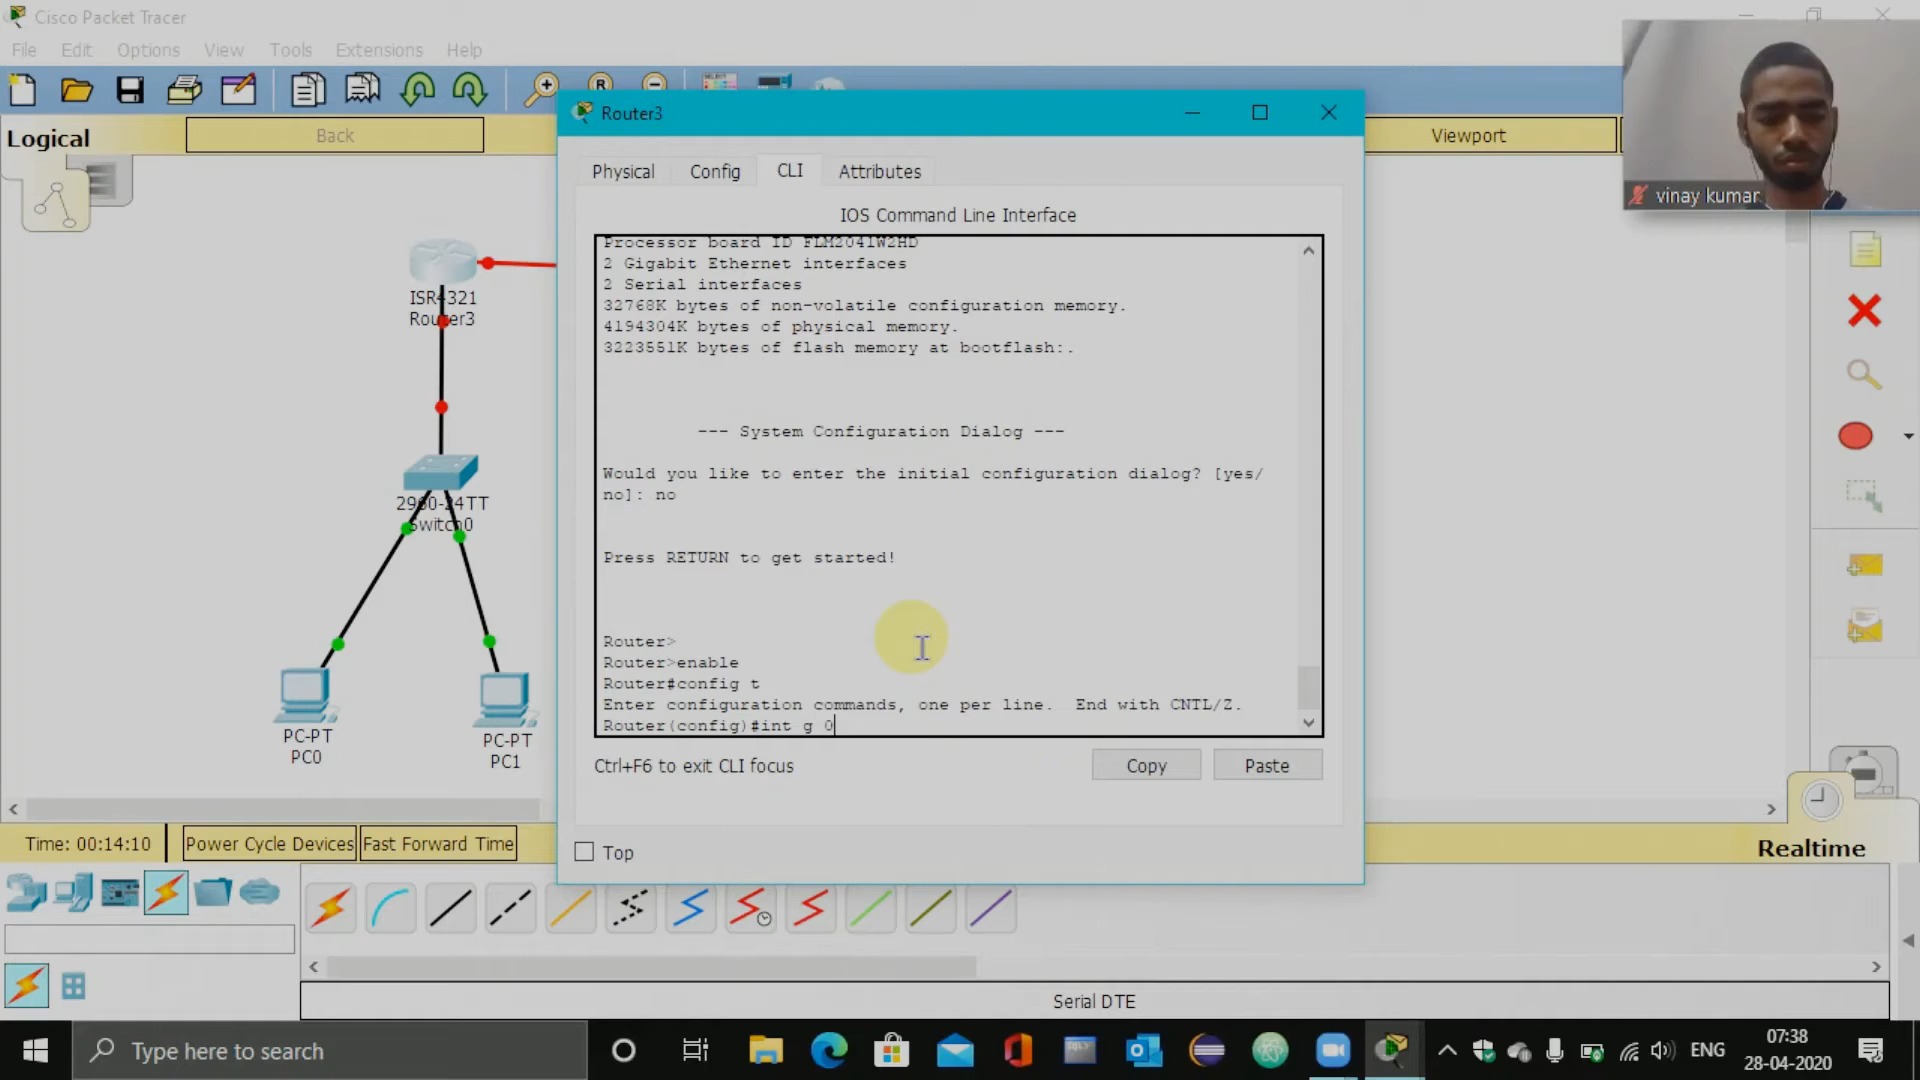 Cisco Packet Tracer
File Edit Options View Tools Extensions Help
Logical
Back
Viewport
vinay kumar
Router3
Physical Config CLI Attributes
IOS Command Line Interface
Processor board ID FLM2041W2HD
2 Gigabit Ethernet interfaces
2 Serial interfaces
32768K bytes of non-volatile configuration memory.
4194304K bytes of physical memory.
3223551K bytes of flash memory at bootflash:.
--- System Configuration Dialog ---
Would you like to enter the initial configuration dialog? [yes/
no]: no
Press RETURN to get started!
Router>
Router>enable
Router#config t
Enter configuration commands, one per line.  End with CNTL/Z.
Router(config)#int g 0
Ctrl+F6 to exit CLI focus
Copy
Paste
Top
ISR4321
Router3
2960-24TT
Switch0
PC-PT
PC0
PC-PT
PC1
Time: 00:14:10
Power Cycle Devices
Fast Forward Time
Realtime
Serial DTE
Type here to search
ENG
07:38
28-04-2020